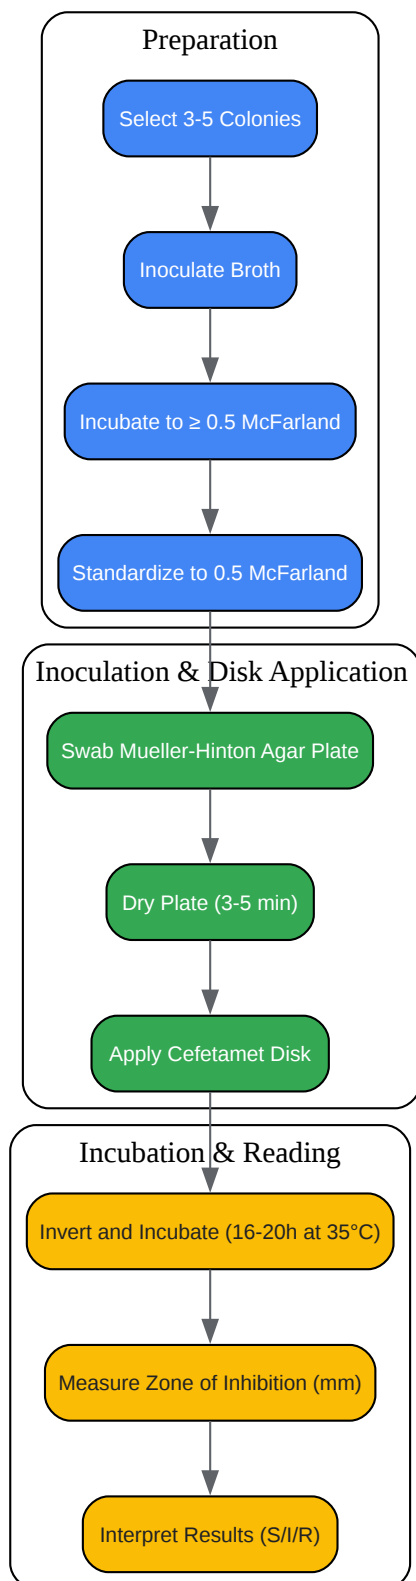 Preparation
Select 3-5 Colonies
Inoculate Broth
Incubate to ≥ 0.5 McFarland
Standardize to 0.5 McFarland
Inoculation & Disk Application
Swab Mueller-Hinton Agar Plate
Dry Plate (3-5 min)
Apply Cefetamet Disk
Incubation & Reading
Invert and Incubate (16-20h at 35°C)
Measure Zone of Inhibition (mm)
Interpret Results (S/I/R)